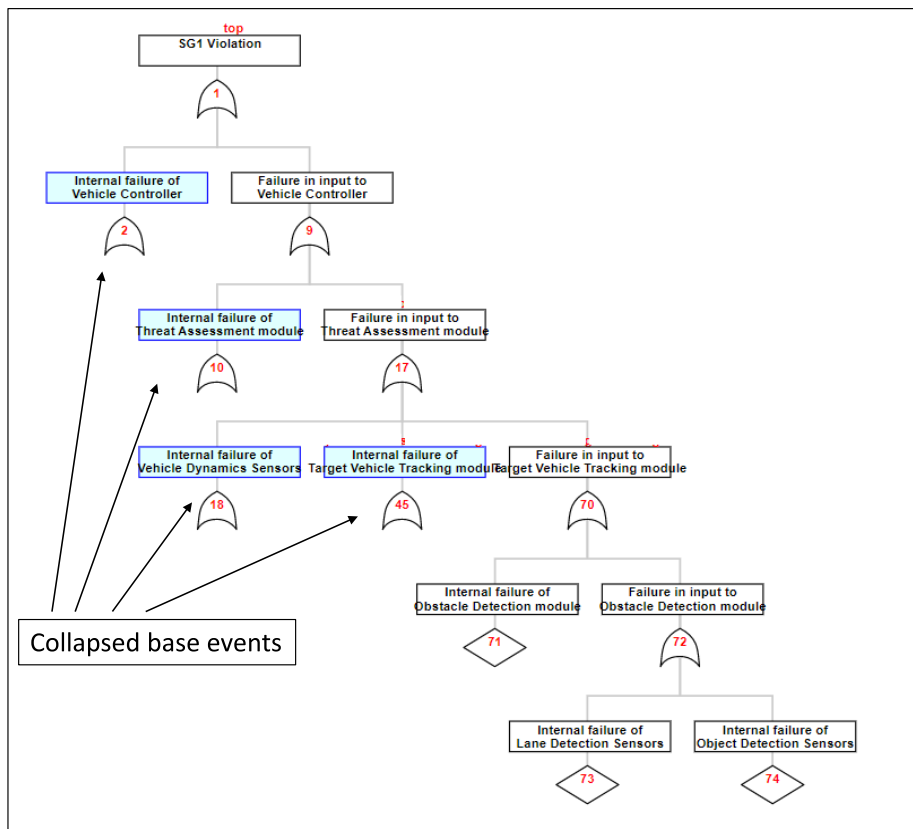 top
SG1 Violation
1
Internal failure of
Vehicle Controller
Failure in input to
Vehicle Controller
2
9
Internal failure of
Threat Assessment module
Failure in input to
Threat Assessment module
10
17
Internal failure of
Vehicle Dynamics Sensors
Internal failure of
Target Vehicle Tracking module
Failure in input to
Target Vehicle Tracking module
18
45
70
Internal failure of
Obstacle Detection module
Failure in input to
Obstacle Detection module
Collapsed base events
71
72
Internal failure of
Lane Detection Sensors
Internal failure of
Object Detection Sensors
73
74